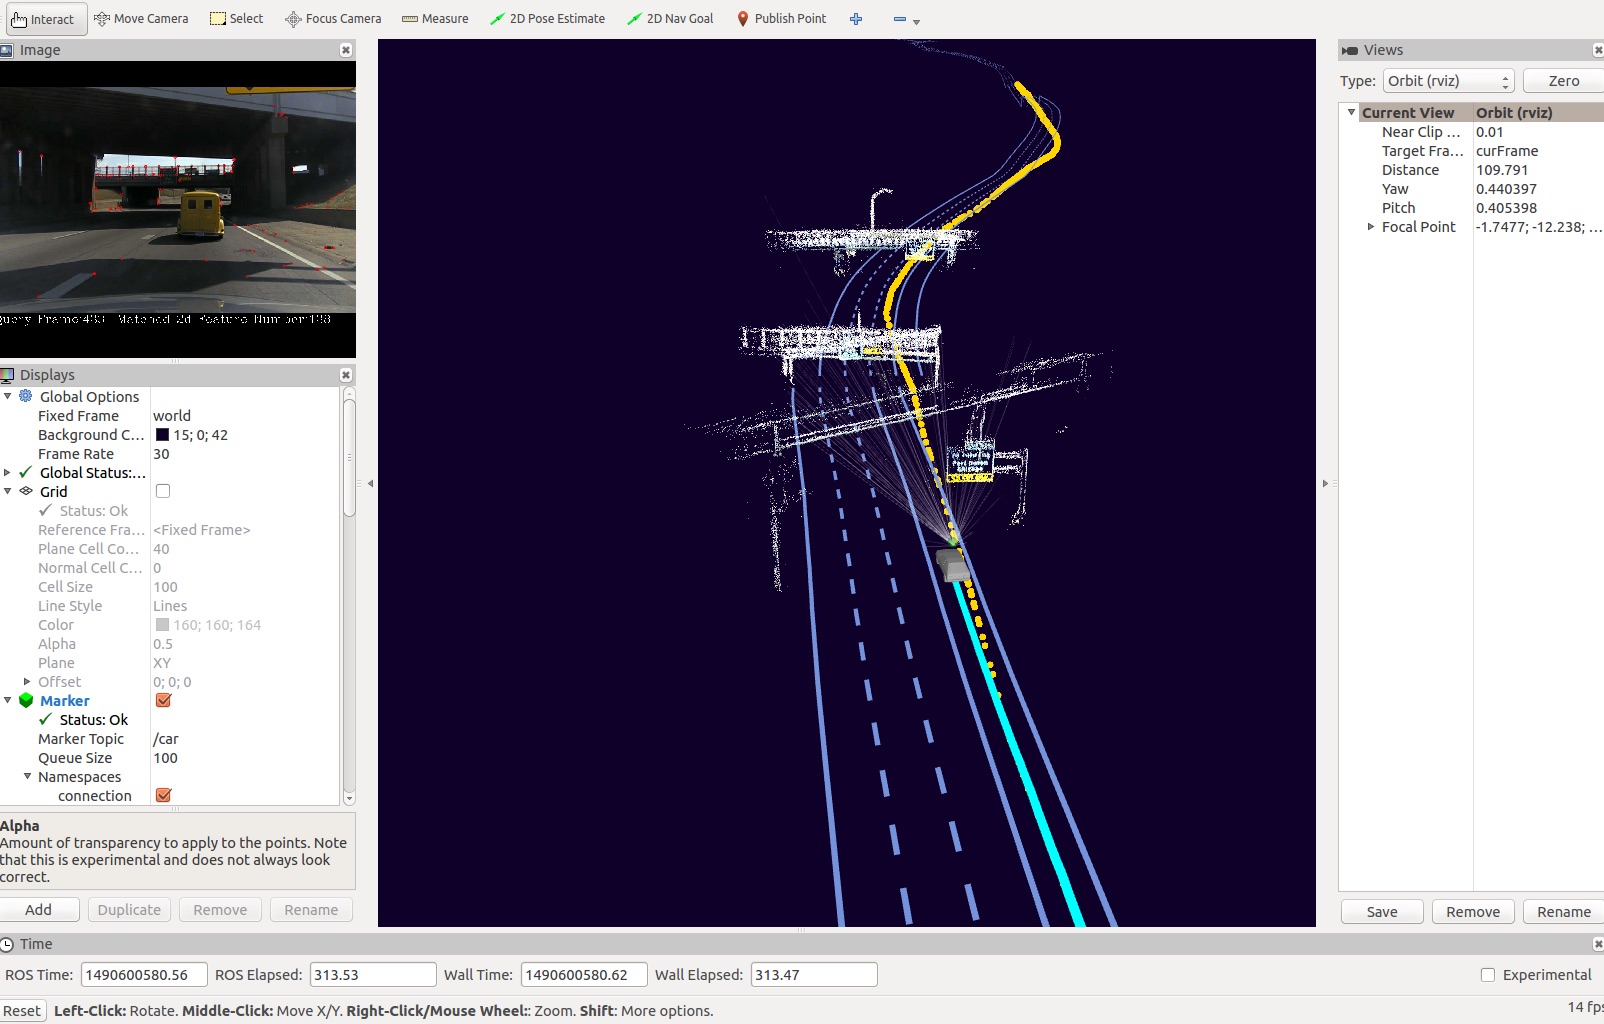 Interact Move Camera Select Focus Camera Measure 2D Pose Estimate 2D Nav Goal Publish Point
Image
Matched 2d Feature Number:
Displays
Global Options
Fixed Frame world
Background C... 15; 0; 42
Frame Rate 30
Global Status:...
Grid
Status: Ok
Reference Fra... <Fixed Frame>
Plane Cell Co... 40
Normal Cell C... 0
Cell Size 100
Line Style Lines
Color 160; 160; 164
Alpha 0.5
Plane XY
Offset 0; 0; 0
Marker
Status: Ok
Marker Topic /car
Queue Size 100
Namespaces
connection
Alpha
Amount of transparency to apply to the points. Note
that this is experimental and does not always look
correct.
Add Duplicate Remove Rename
Views
Type: Orbit (rviz) Zero
Current View Orbit (rviz)
Near Clip ... 0.01
Target Fra... curFrame
Distance 109.791
Yaw 0.440397
Pitch 0.405398
Focal Point -1.7477; -12.238; ...
Save Remove Rename
Time
ROS Time: 1490600580.56 ROS Elapsed: 313.53 Wall Time: 1490600580.62 Wall Elapsed: 313.47 Experimental
Reset Left-Click: Rotate. Middle-Click: Move X/Y. Right-Click/Mouse Wheel:: Zoom. Shift: More options. 14 fps